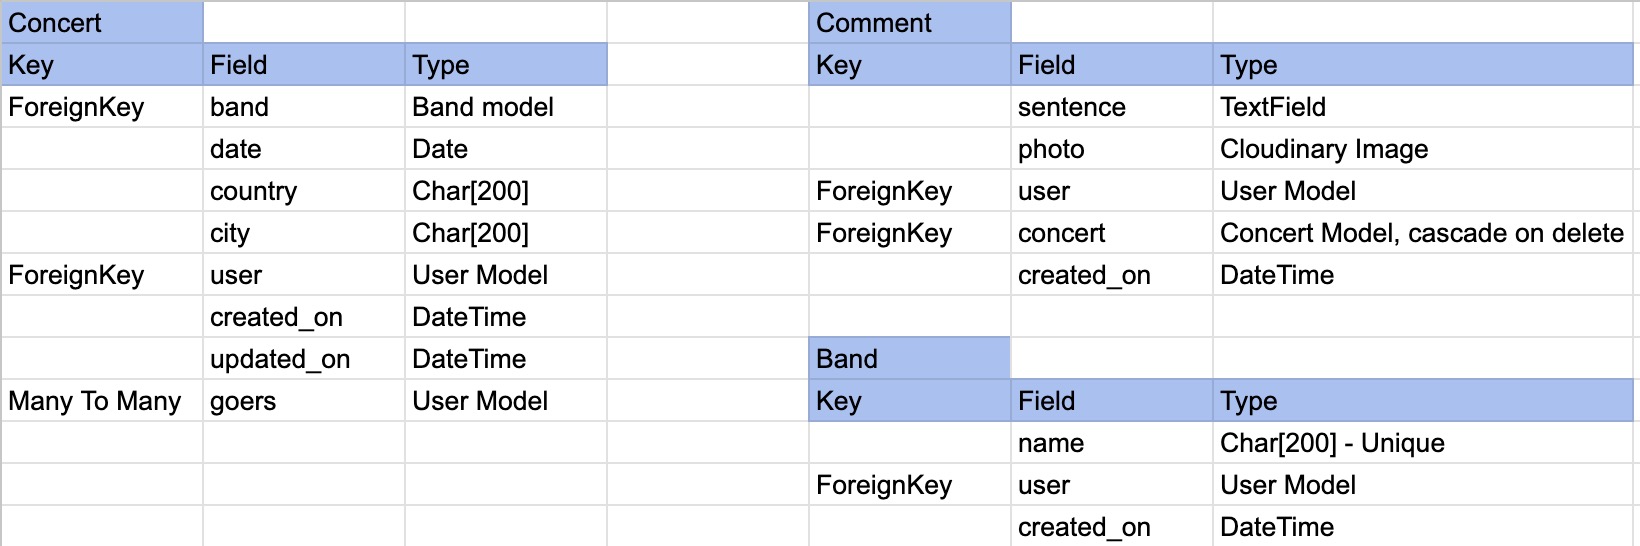 Concert
Key Field Type
ForeignKey band Band model
date Date
country Char[200]
city Char[200]
ForeignKey user User Model
created_on DateTime
updated_on DateTime
Many To Many goers User Model
Comment
Key Field Type
sentence TextField
photo Cloudinary Image
ForeignKey user User Model
ForeignKey concert Concert Model, cascade on delete
created_on DateTime
Band
Key Field Type
name Char[200] - Unique
ForeignKey user User Model
created_on DateTime